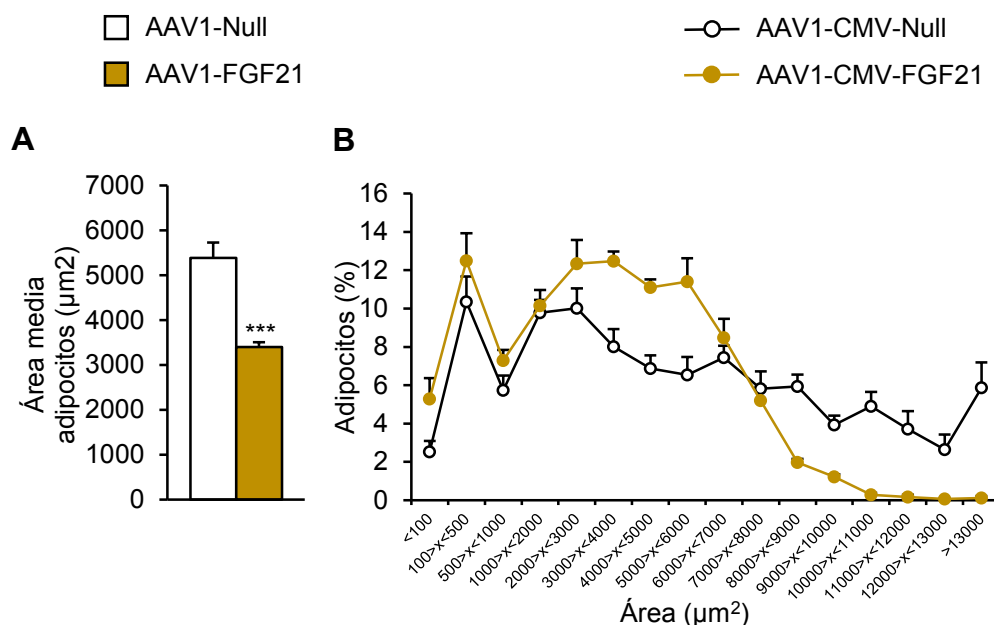 AAV1-Null
AAV1-FGF21
AAV1-CMV-Null
AAV1-CMV-FGF21
A
Área media
adipocitos (µm2)
7000
6000
5000
4000
3000
2000
1000
0
***
B
Adipocitos (%)
16
14
12
10
8
6
4
2
0
<100
100>x<500
500>x<1000
1000>x<2000
2000>x<3000
3000>x<4000
4000>x<5000
5000>x<6000
6000>x<7000
7000>x<8000
8000>x<9000
9000>x<10000
10000>x<11000
11000>x<12000
12000>x<13000
>13000
Área (µm²)